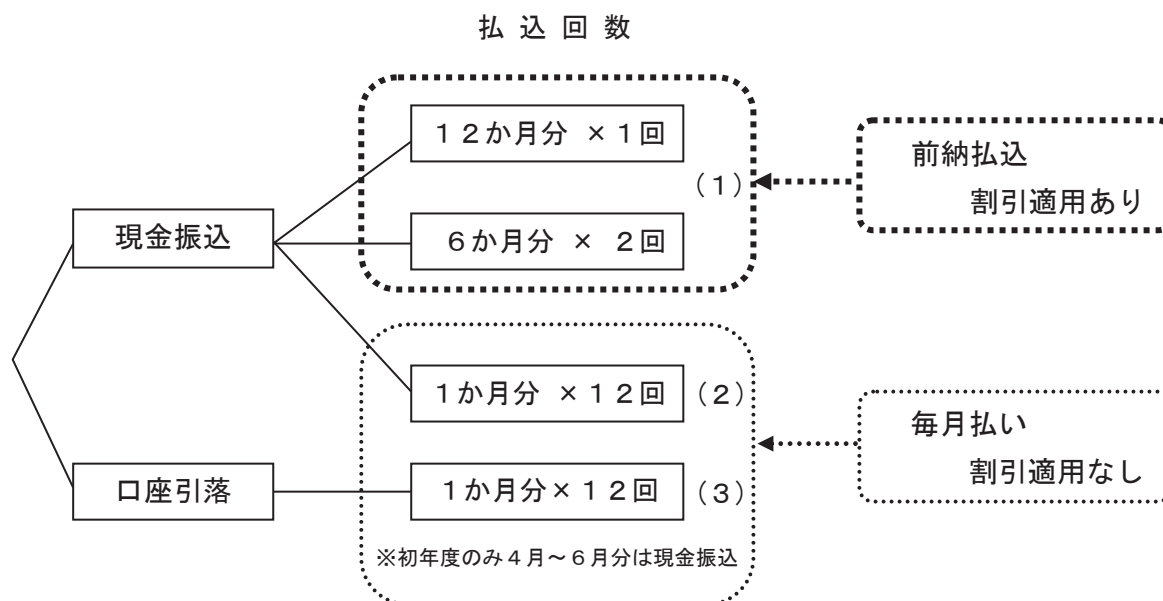 払込回数
１２か月分 ×１回
前納払込
（１）
割引適用あり
現金振込
６か月分 × ２回
１か月分 ×１２回
（２）
毎月払い
割引適用なし
口座引落
１か月分×１２回
（３）
※初年度のみ４月～６月分は現金振込